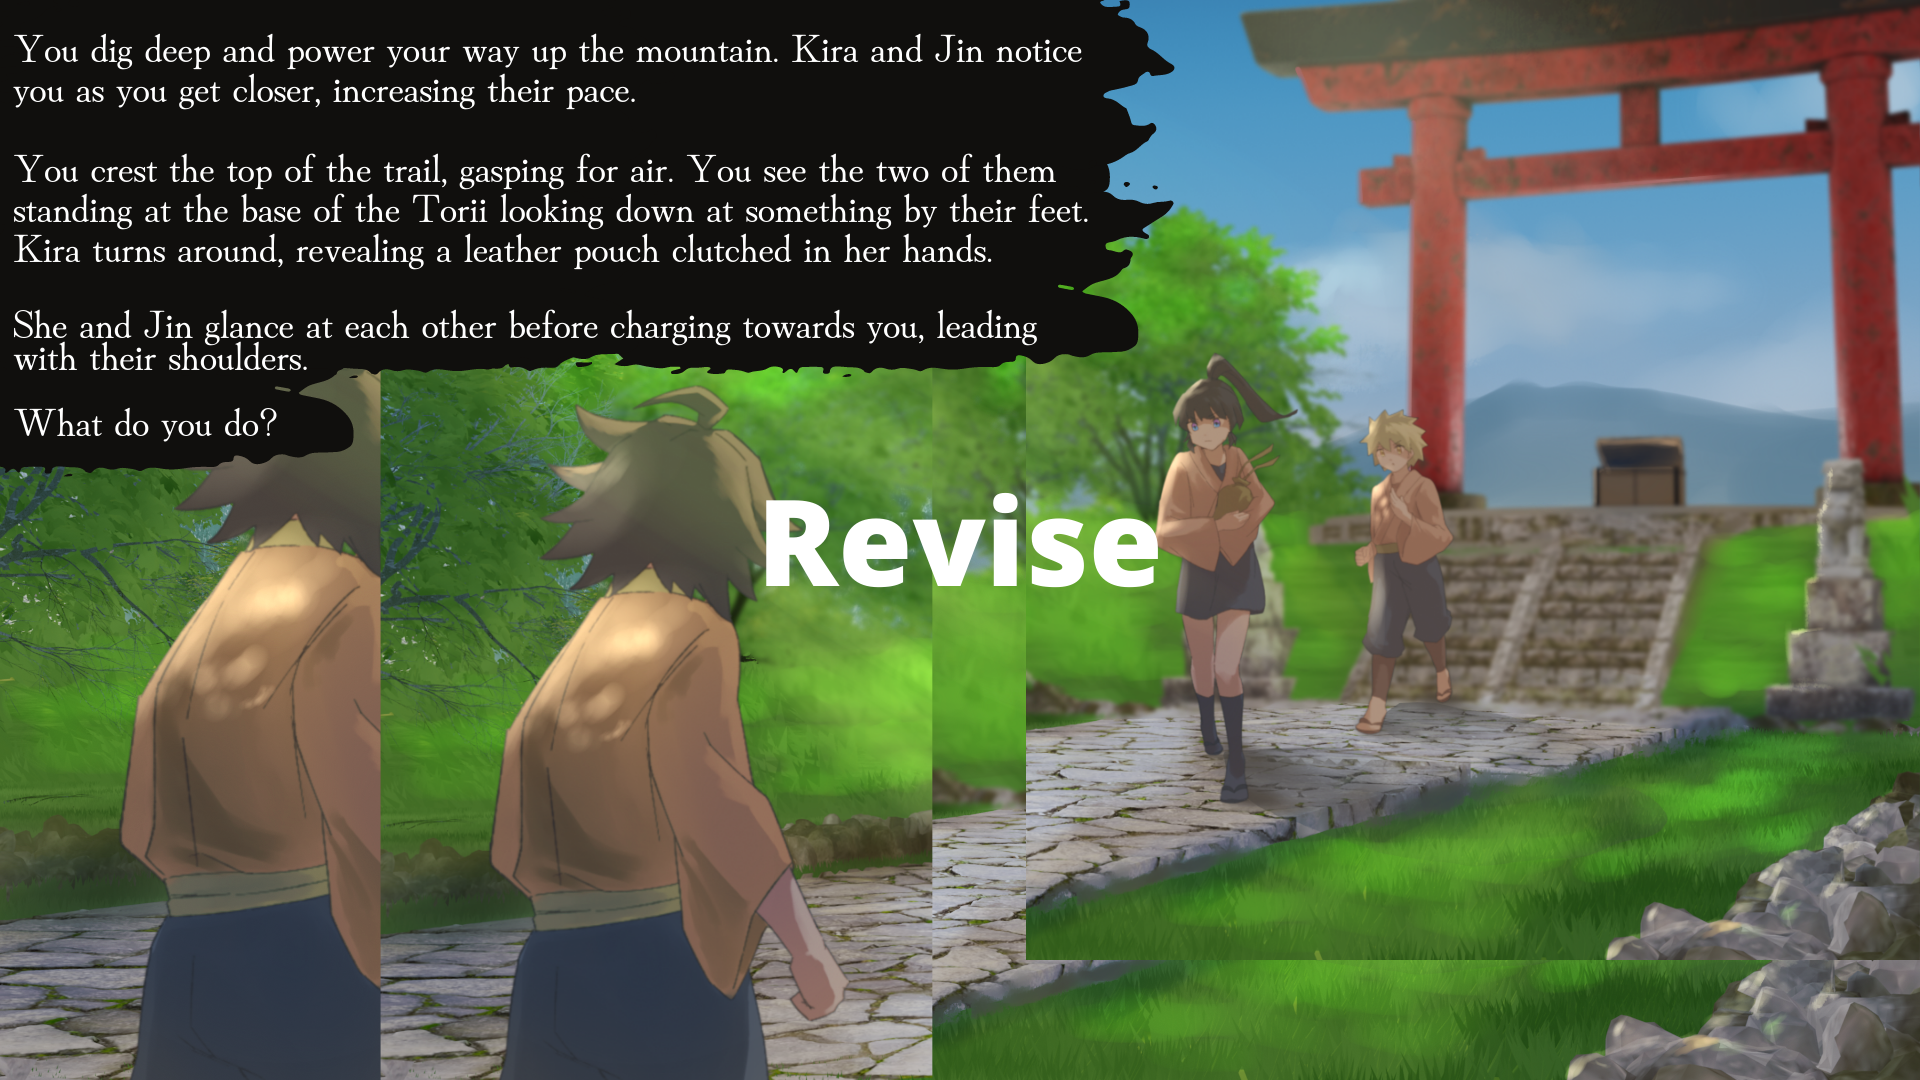 You dig deep and power your way up the mountain. Kira and Jin notice
you as you get closer, increasing their pace.
You crest the top of the trail, gasping for air. You see the two of them
standing at the base of the Torii looking down at something by their feet.
Kira turns around, revealing a leather pouch clutched in her hands.
She and Jin glance at each other before charging towards you, leading
with their shoulders.
What do you do?
Revise